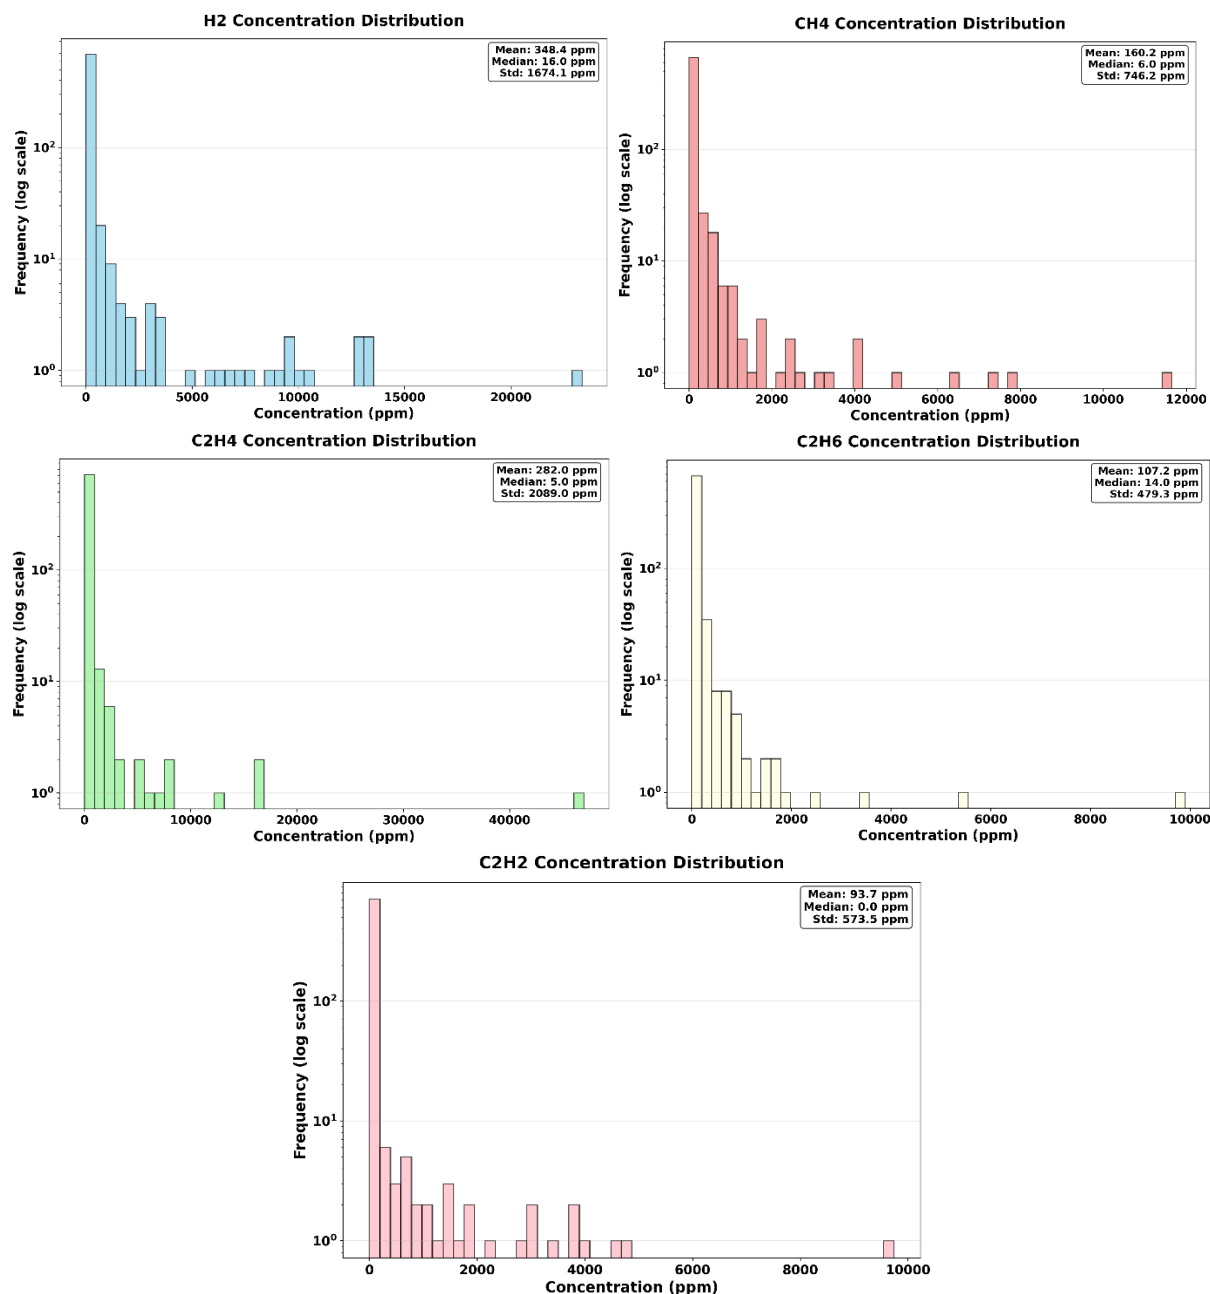 H2 Concentration Distribution
Mean: 348.4 ppm
Median: 16.0 ppm
Std: 1674.1 ppm
Frequency (log scale)
10²
10¹
10⁰
0 5000 10000 15000 20000
Concentration (ppm)
CH4 Concentration Distribution
Mean: 160.2 ppm
Median: 6.0 ppm
Std: 746.2 ppm
Frequency (log scale)
10²
10¹
10⁰
0 2000 4000 6000 8000 10000 12000
Concentration (ppm)
C2H4 Concentration Distribution
Mean: 282.0 ppm
Median: 5.0 ppm
Std: 2089.0 ppm
Frequency (log scale)
10²
10¹
10⁰
0 10000 20000 30000 40000
Concentration (ppm)
C2H6 Concentration Distribution
Mean: 107.2 ppm
Median: 14.0 ppm
Std: 479.3 ppm
Frequency (log scale)
10²
10¹
10⁰
0 2000 4000 6000 8000 10000
Concentration (ppm)
C2H2 Concentration Distribution
Mean: 93.7 ppm
Median: 0.0 ppm
Std: 573.5 ppm
Frequency (log scale)
10²
10¹
10⁰
0 2000 4000 6000 8000 10000
Concentration (ppm)